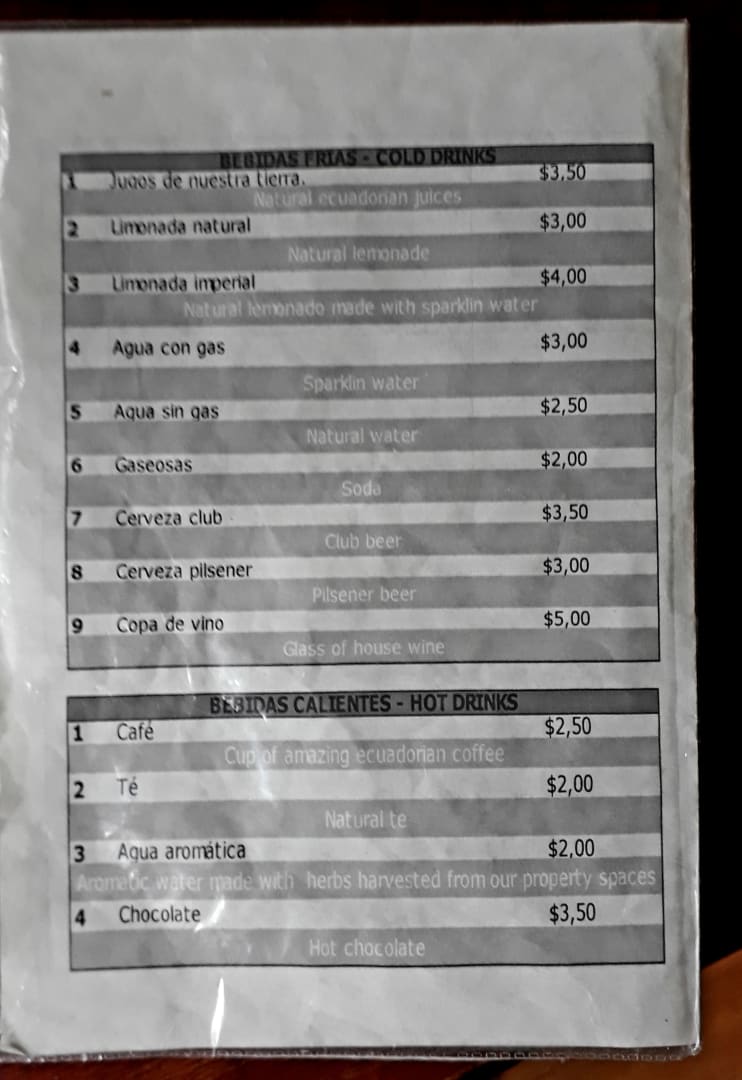 BEBIDAS FRIAS - COLD DRINKS
1 Jugos de nuestra tierra. $3,50
Natural ecuadorian juices
2 Limonada natural $3,00
Natural lemonade
3 Limonada imperial $4,00
Natural lemonado made with sparklin water
4 Agua con gas $3,00
Sparklin water
5 Agua sin gas $2,50
Natural water
6 Gaseosas $2,00
Soda
7 Cerveza club $3,50
Club beer
8 Cerveza pilsener $3,00
Pilsener beer
9 Copa de vino $5,00
Glass of house wine
BEBIDAS CALIENTES - HOT DRINKS
1 Café $2,50
Cup of amazing ecuadorian coffee
2 Té $2,00
Natural te
3 Agua aromática $2,00
Aromatic water made with herbs harvested from our property spaces
4 Chocolate $3,50
Hot chocolate